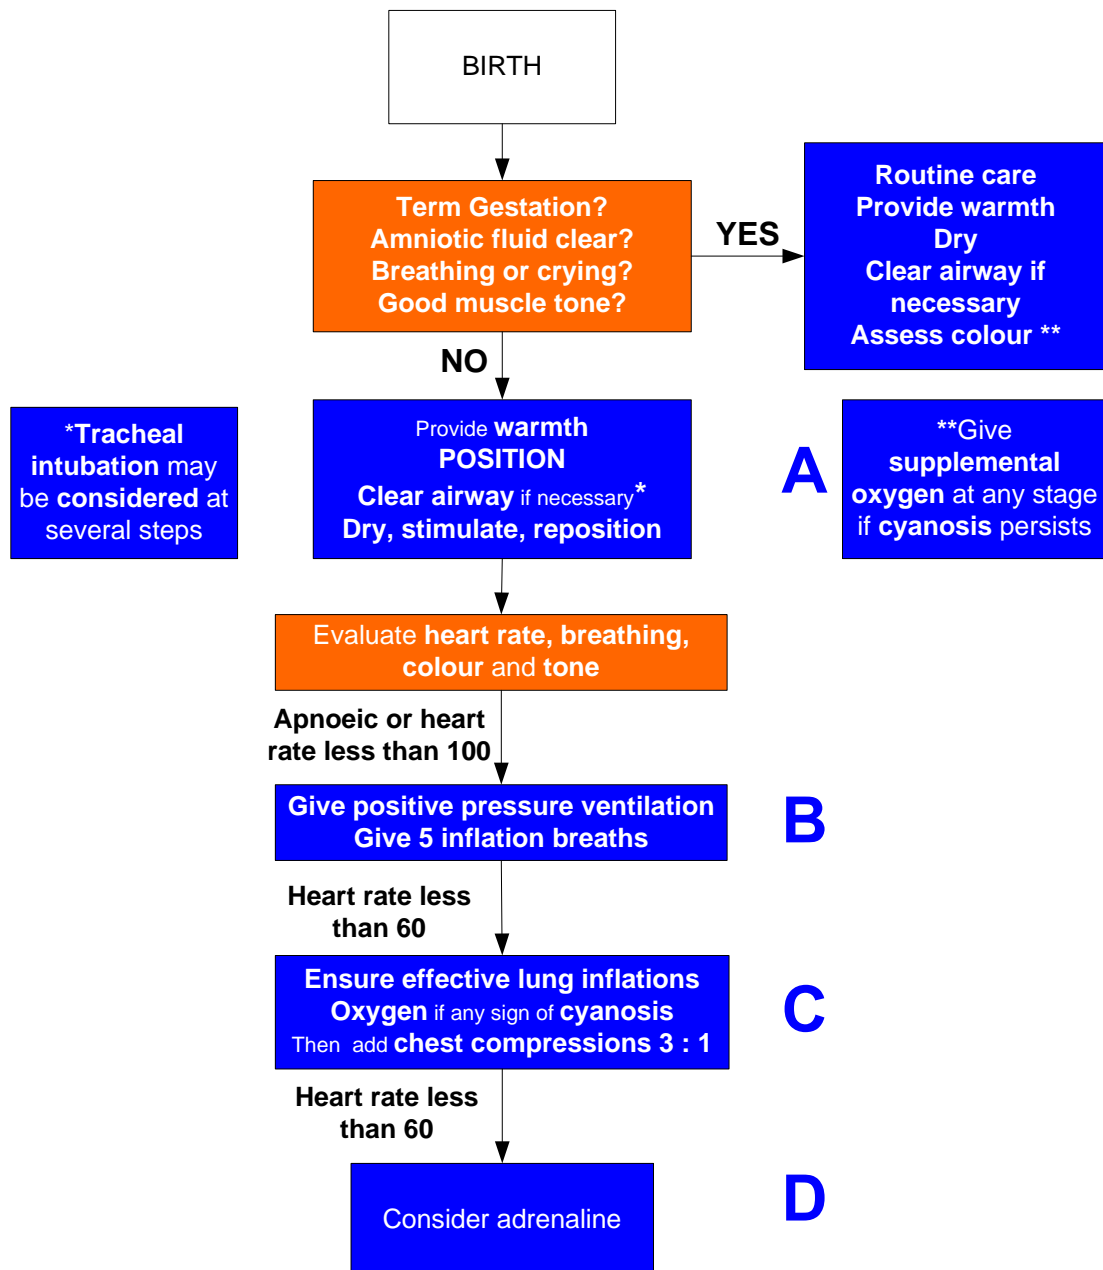 BIRTH
Term Gestation?
Amniotic fluid clear?
Breathing or crying?
Good muscle tone?
YES
Routine care
Provide warmth
Dry
Clear airway if
necessary
Assess colour **
NO
*Tracheal
intubation may
be considered at
several steps
Provide warmth
POSITION
Clear airway if necessary*
Dry, stimulate, reposition
A
**Give
supplemental
oxygen at any stage
if cyanosis persists
Evaluate heart rate, breathing,
colour and tone
Apnoeic or heart
rate less than 100
Give positive pressure ventilation
Give 5 inflation breaths
B
Heart rate less
than 60
Ensure effective lung inflations
Oxygen if any sign of cyanosis
Then add chest compressions 3 : 1
C
Heart rate less
than 60
Consider adrenaline
D